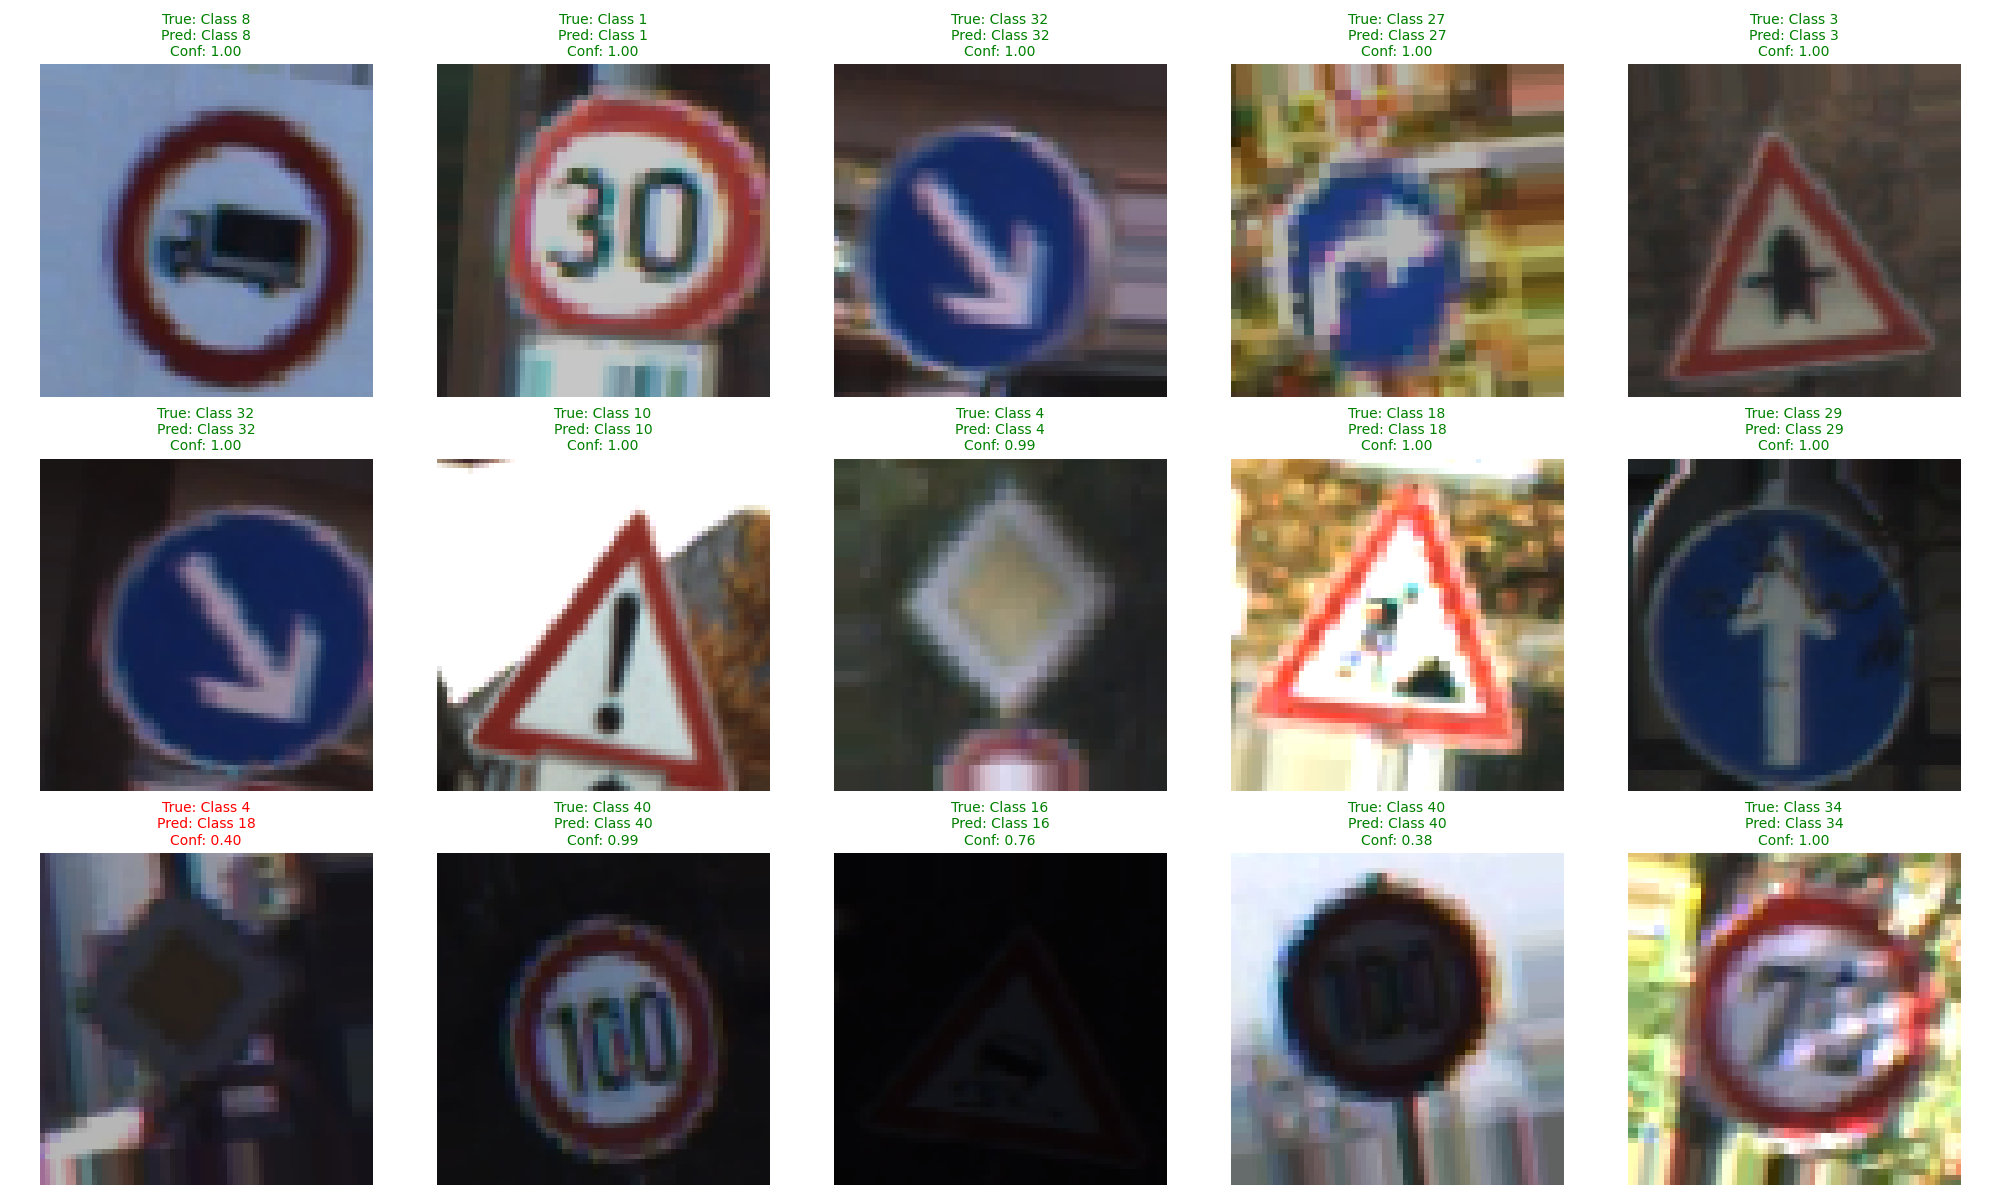 True: Class 8
Pred: Class 8
Conf: 1.00
True: Class 1
Pred: Class 1
Conf: 1.00
True: Class 32
Pred: Class 32
Conf: 1.00
True: Class 27
Pred: Class 27
Conf: 1.00
True: Class 3
Pred: Class 3
Conf: 1.00
30
True: Class 32
Pred: Class 32
Conf: 1.00
True: Class 10
Pred: Class 10
Conf: 1.00
True: Class 4
Pred: Class 4
Conf: 0.99
True: Class 18
Pred: Class 18
Conf: 1.00
True: Class 29
Pred: Class 29
Conf: 1.00
!
True: Class 4
Pred: Class 18
Conf: 0.40
True: Class 40
Pred: Class 40
Conf: 0.99
True: Class 16
Pred: Class 16
Conf: 0.76
True: Class 40
Pred: Class 40
Conf: 0.38
True: Class 34
Pred: Class 34
Conf: 1.00
100
100